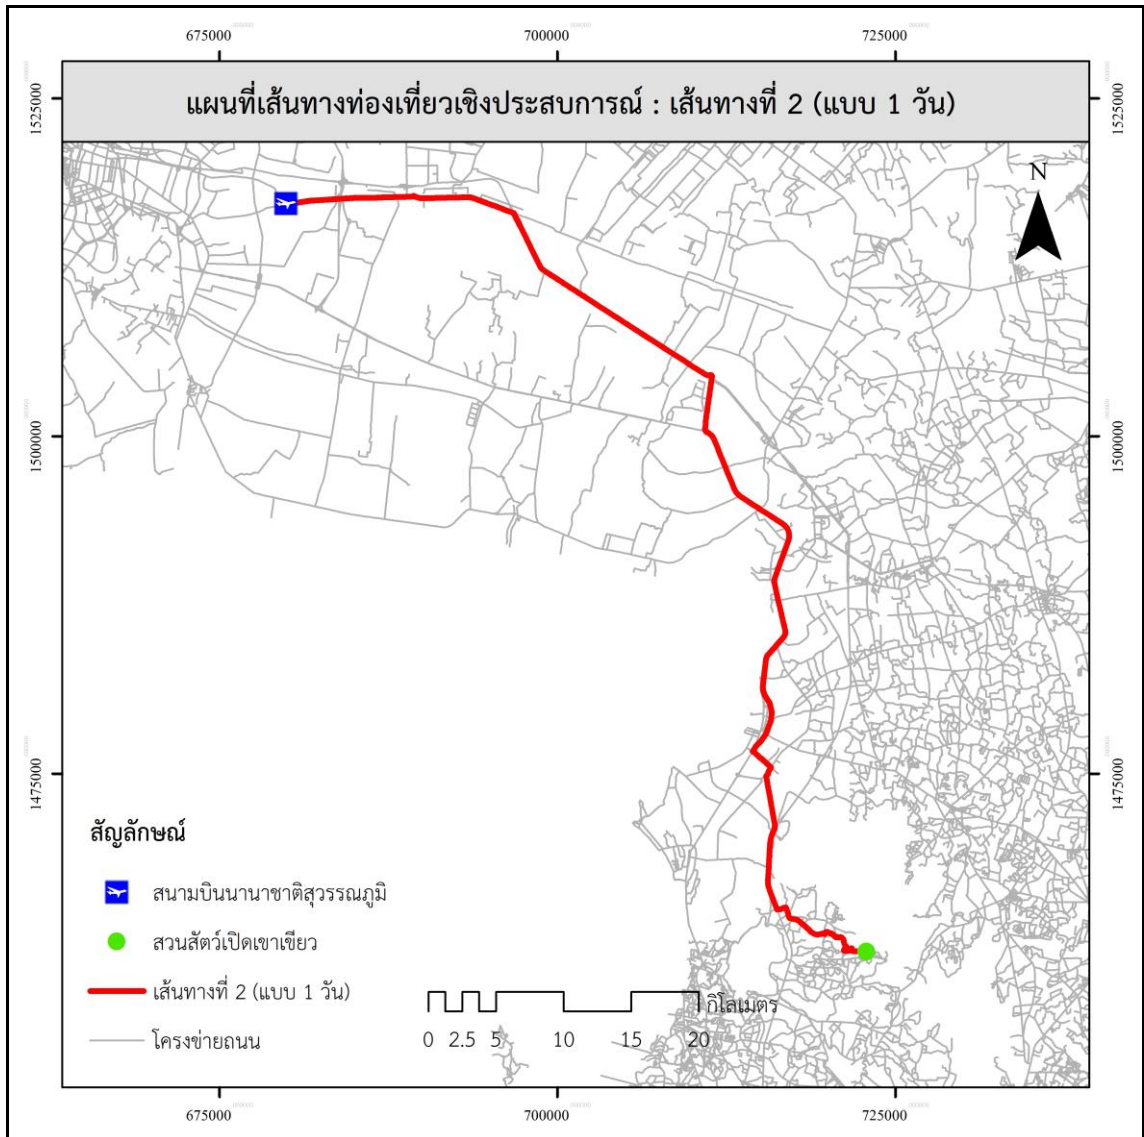 675000 700000 725000
1525000 1525000
แผนที่เส้นทางท่องเที่ยวเชิงประสบการณ์ : เส้นทางที่ 2 (แบบ 1 วัน)
N
1500000 1500000
1475000 1475000
สัญลักษณ์
สนามบินนานาชาติสุวรรณภูมิ
สวนสัตว์เปิดเขาเขียว
เส้นทางที่ 2 (แบบ 1 วัน)
โครงข่ายถนน
กิโลเมตร
0 2.5 5 10 15 20
675000 700000 725000